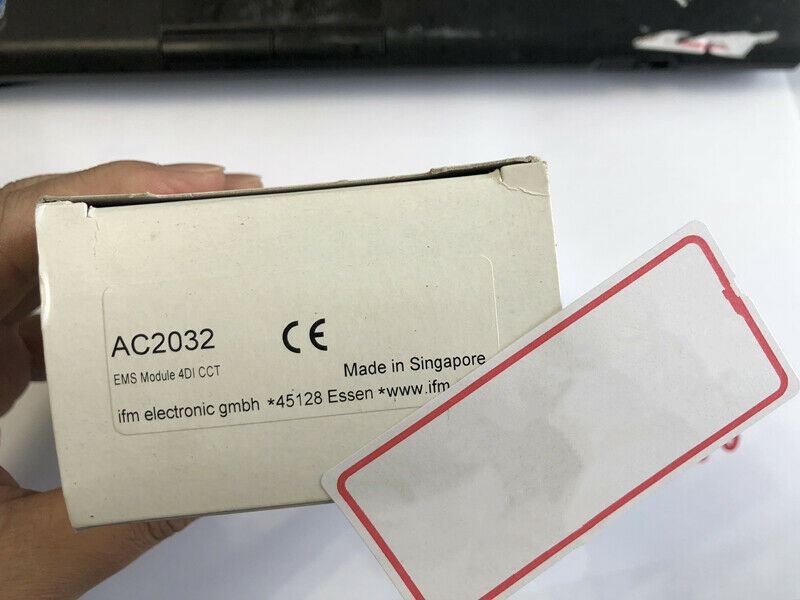 AC2032 CE
EMS Module 4DI CCT
Made in Singapore
ifm electronic gmbh *45128 Essen *www.ifm.